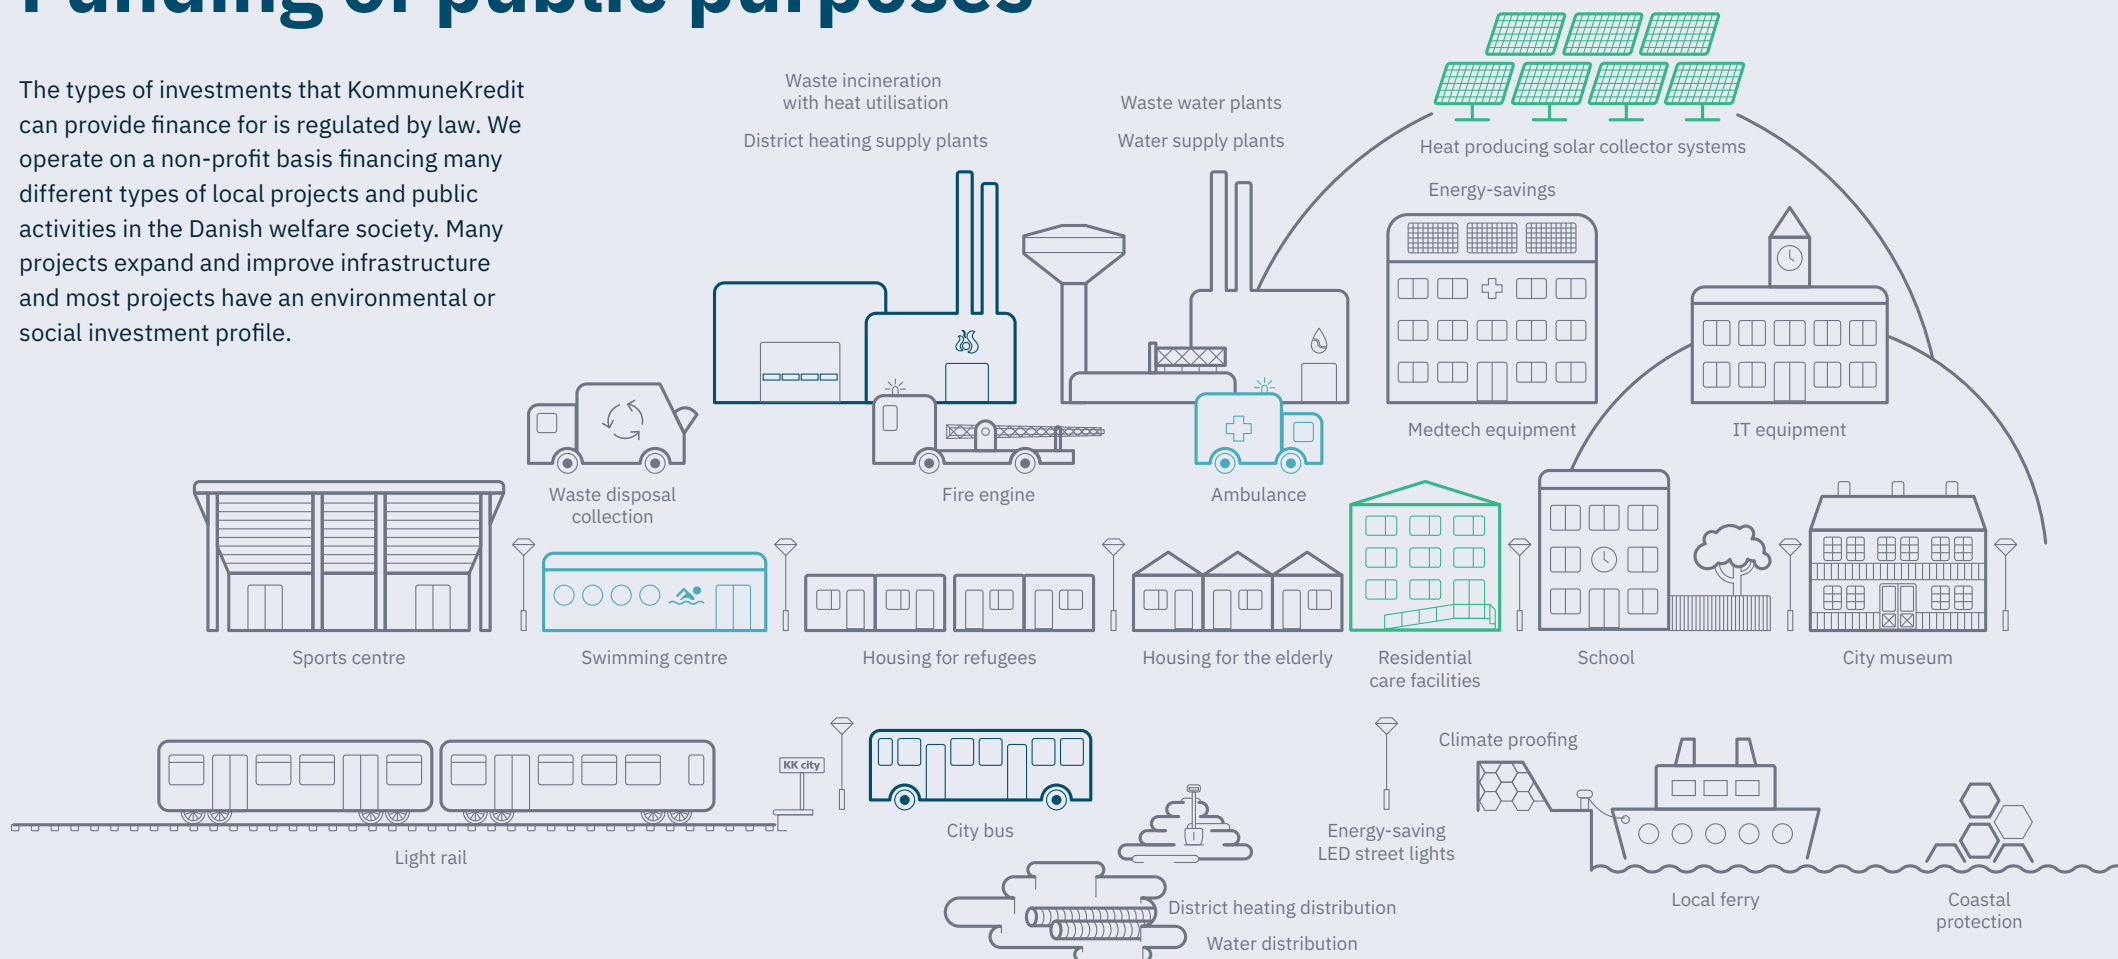 Funding of public purposes
The types of investments that KommuneKredit
can provide finance for is regulated by law. We
operate on a non-profit basis financing many
different types of local projects and public
activities in the Danish welfare society. Many
projects expand and improve infrastructure
and most projects have an environmental or
social investment profile.
Waste incineration
with heat utilisation
District heating supply plants
Waste water plants
Water supply plants
Heat producing solar collector systems
Energy-savings
Medtech equipment
IT equipment
Waste disposal
collection
Fire engine
Ambulance
Sports centre
Swimming centre
Housing for refugees
Housing for the elderly
Residential
care facilities
School
City museum
Light rail
KK city
City bus
Energy-saving
LED street lights
Climate proofing
Local ferry
Coastal
protection
District heating distribution
Water distribution